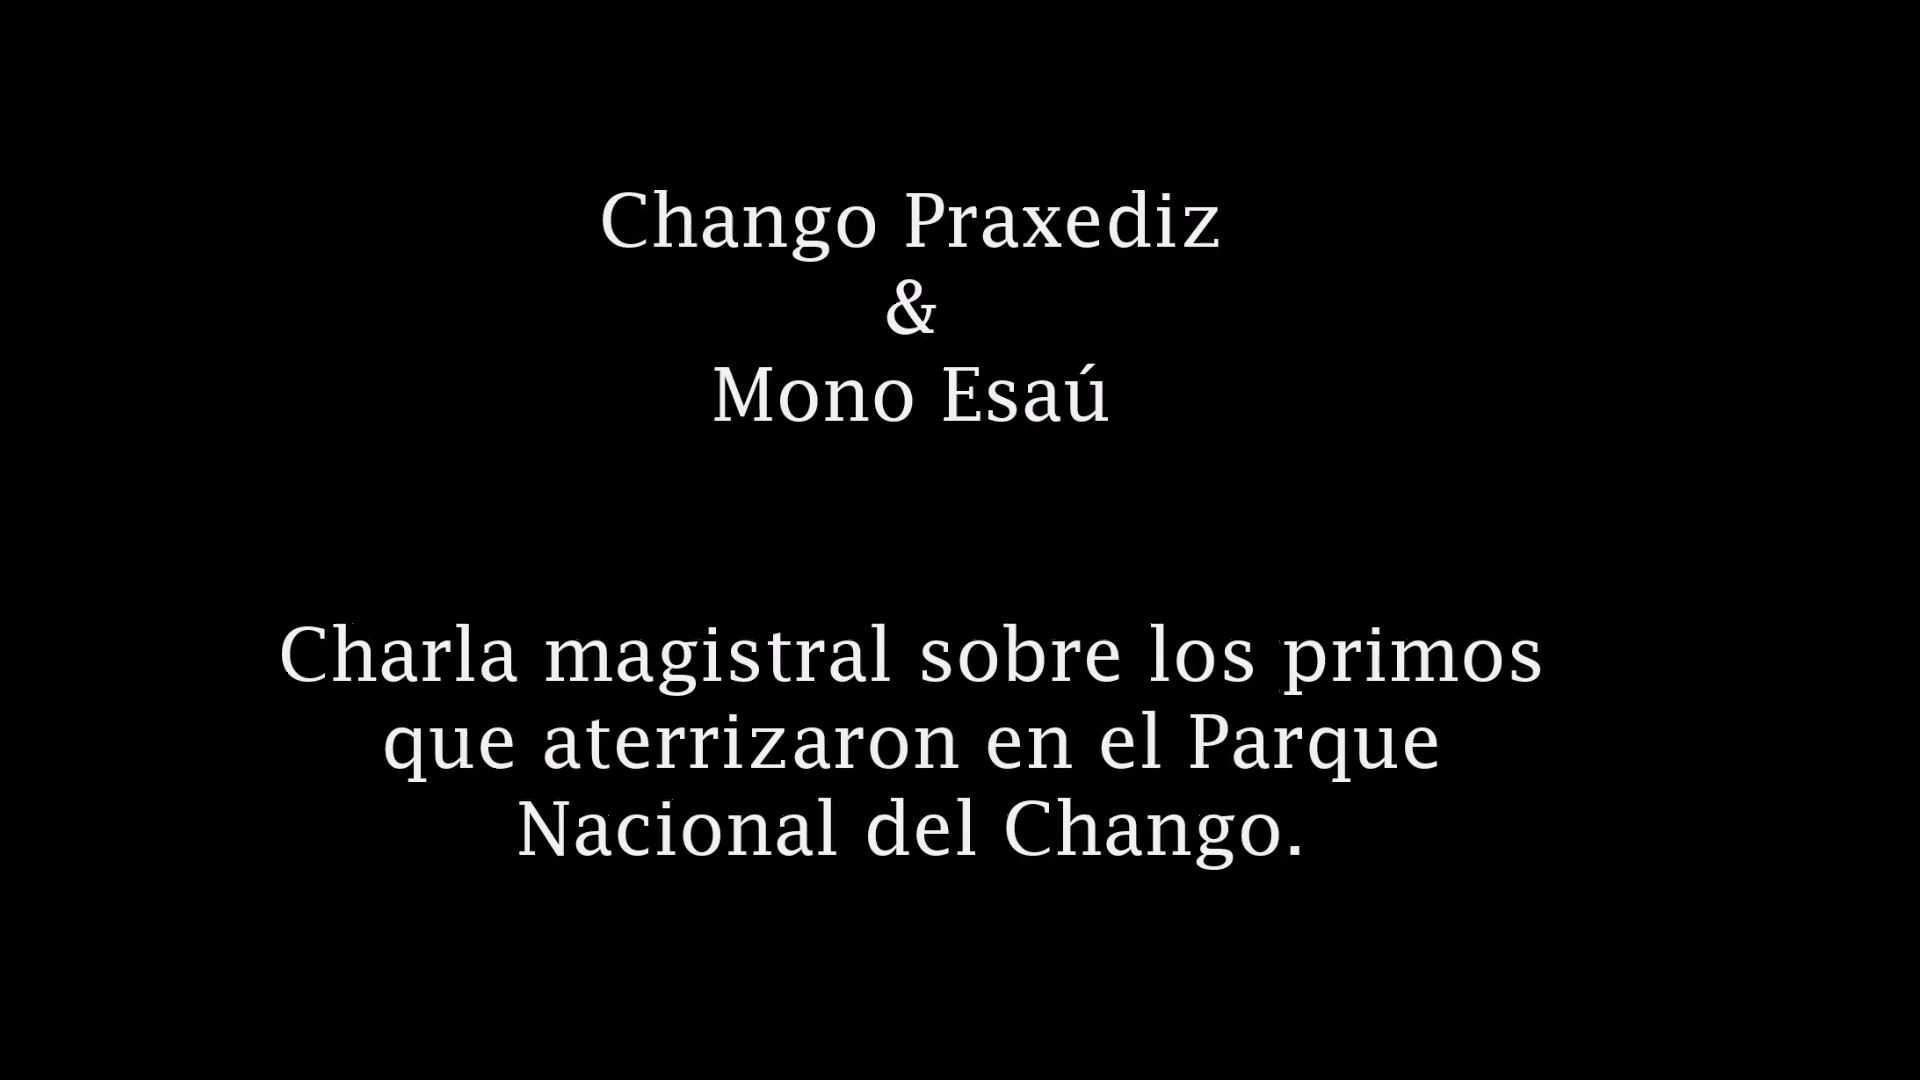 Chango Praxediz
&
Mono Esaú
Charla magistral sobre los primos
que aterrizaron en el Parque
Nacional del Chango.